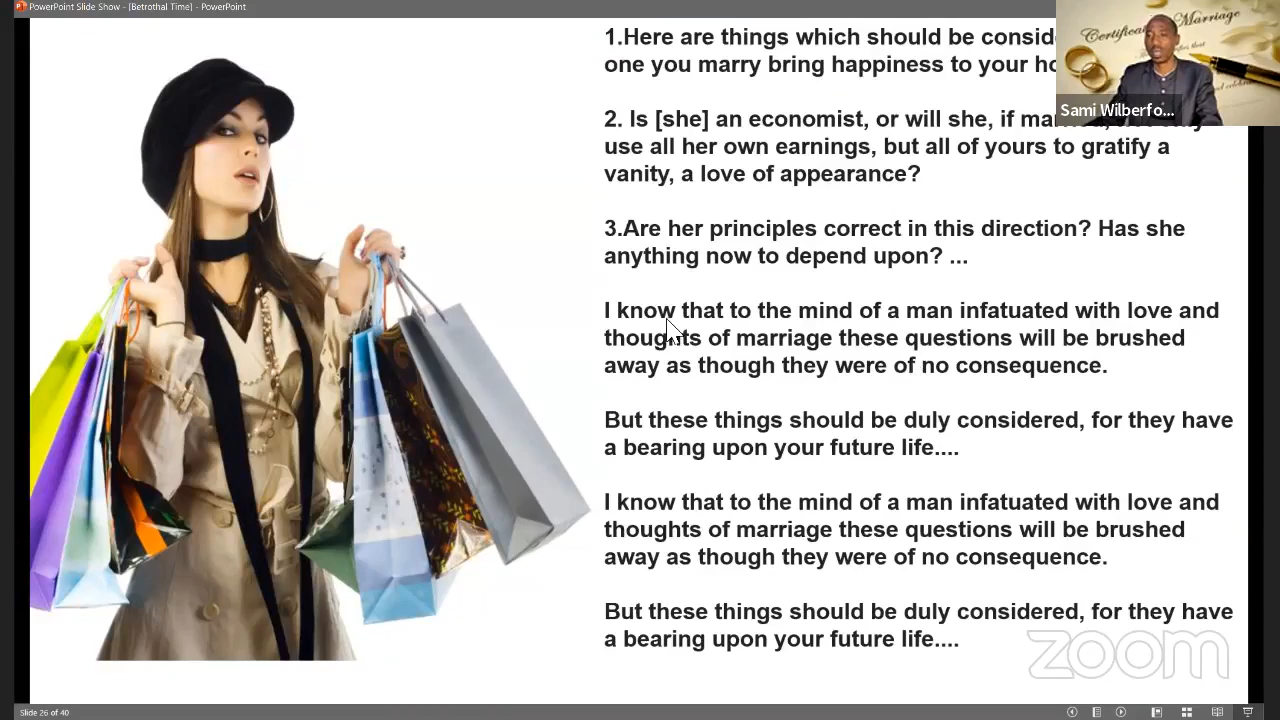 PowerPoint Slide Show - [Betrothal Time] - PowerPoint
1.Here are things which should be
one you marry bring happiness to your
Certificate Marriage
Sami Wilberfo...
2. Is [she] an economist, or will she, if
use all her own earnings, but all of yours to gratify a
vanity, a love of appearance?
3.Are her principles correct in this direction? Has she
anything now to depend upon? ...
I know that to the mind of a man infatuated with love and
thoughts of marriage these questions will be brushed
away as though they were of no consequence.
But these things should be duly considered, for they have
a bearing upon your future life....
I know that to the mind of a man infatuated with love and
thoughts of marriage these questions will be brushed
away as though they were of no consequence.
But these things should be duly considered, for they have
a bearing upon your future life....
zoom
Slide 26 of 40